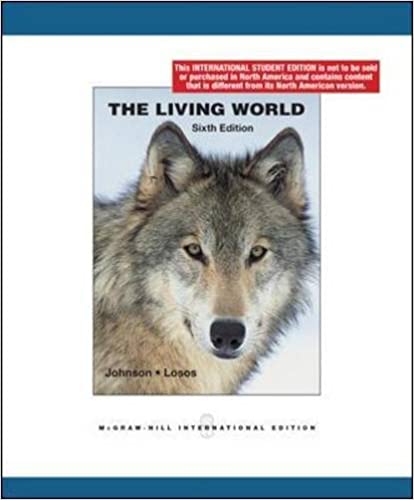 This INTERNATIONAL STUDENT EDITION is not to be sold
or purchased in North America and contains content
that is different from its North American version.
THE LIVING WORLD
Sixth Edition
Johnson • Losos
McGRAW-HILL INTERNATIONAL EDITION